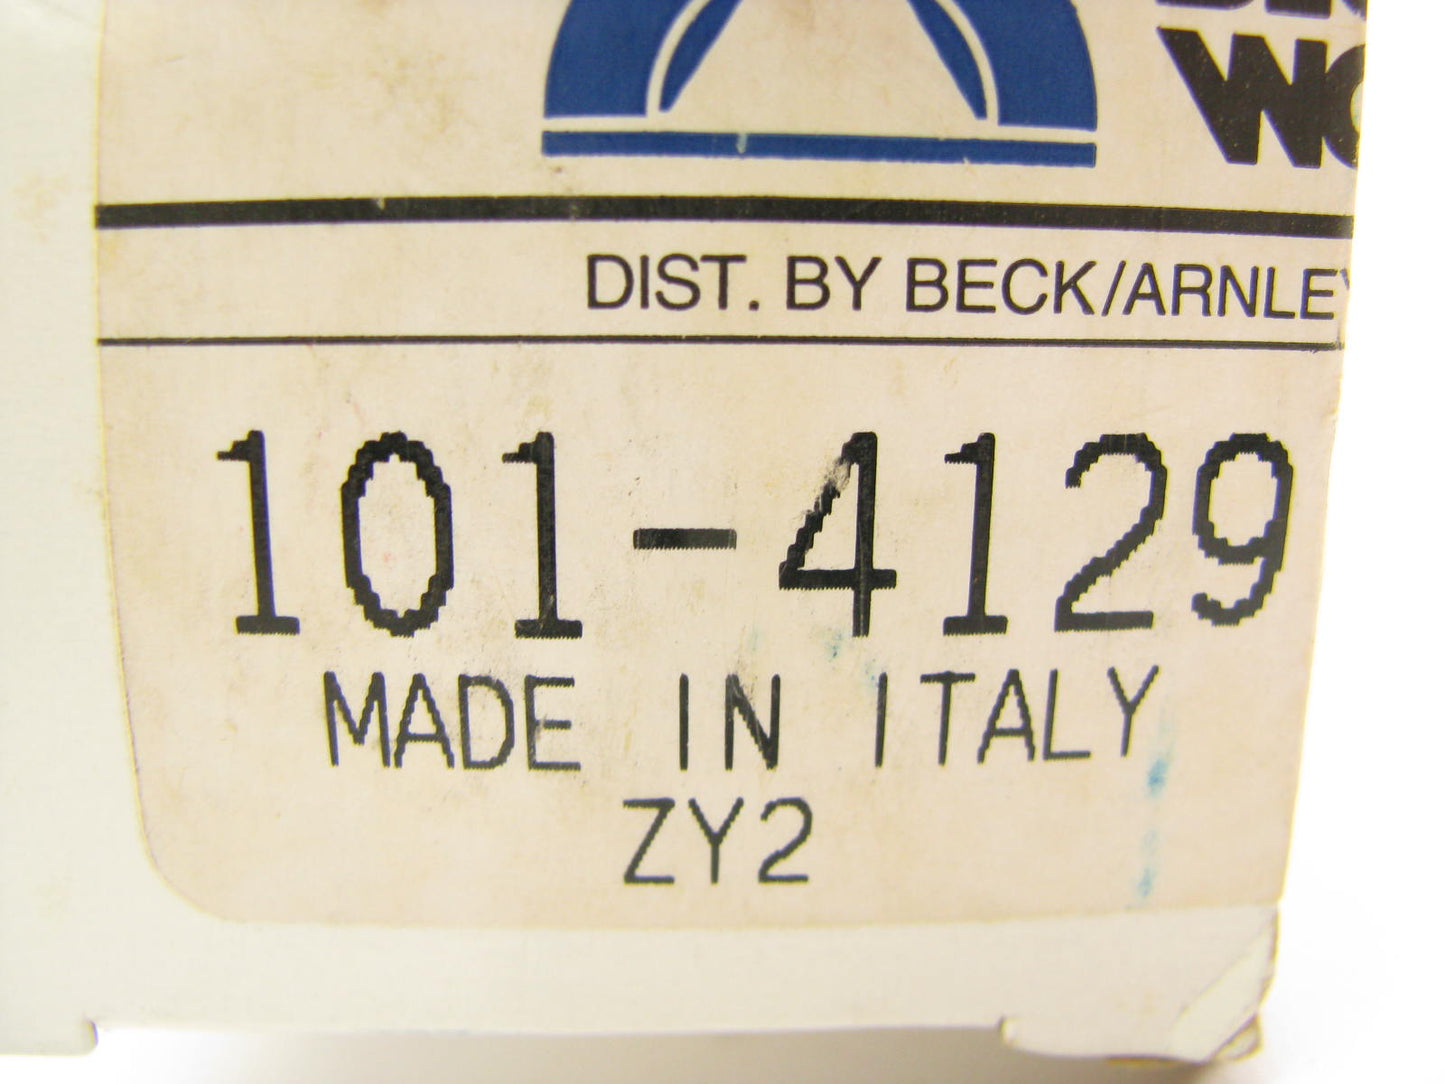 DIST. BY BECK/ARNLEY
101-4129
MADE IN ITALY
ZY2